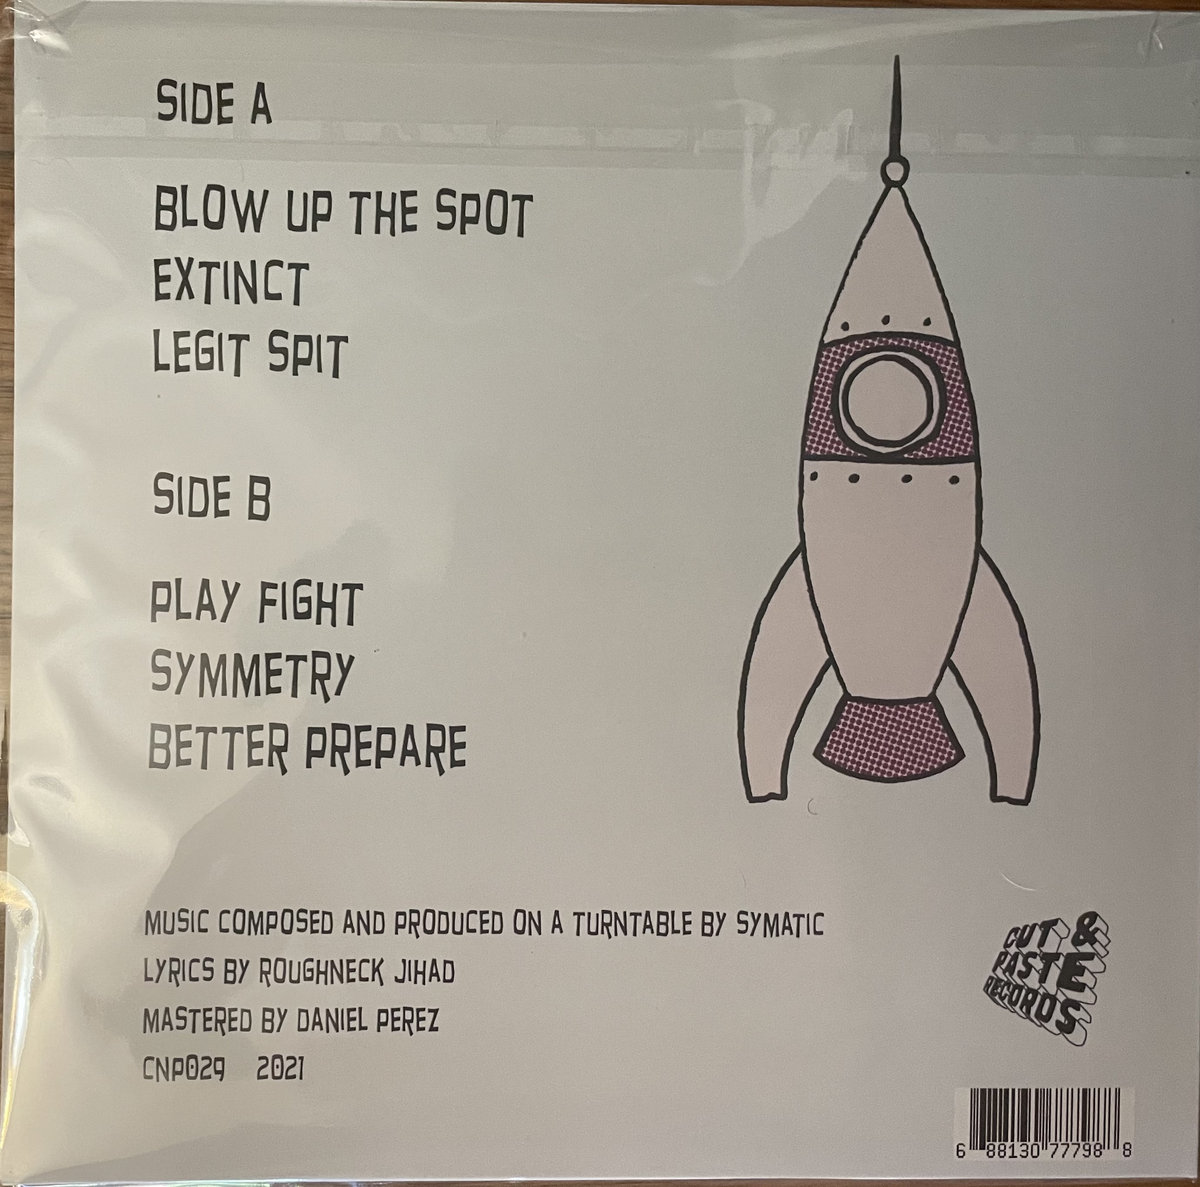 SIDE A
BLOW UP THE SPOT
EXTINCT
LEGIT SPIT
SIDE B
PLAY FIGHT
SYMMETRY
BETTER PREPARE
MUSIC COMPOSED AND PRODUCED ON A TURNTABLE BY SYMATIC
LYRICS BY ROUGHNECK JIHAD
MASTERED BY DANIEL PEREZ
CNP029 2021
CUT &
PASTE
RECORDS
6 88130 77798 8